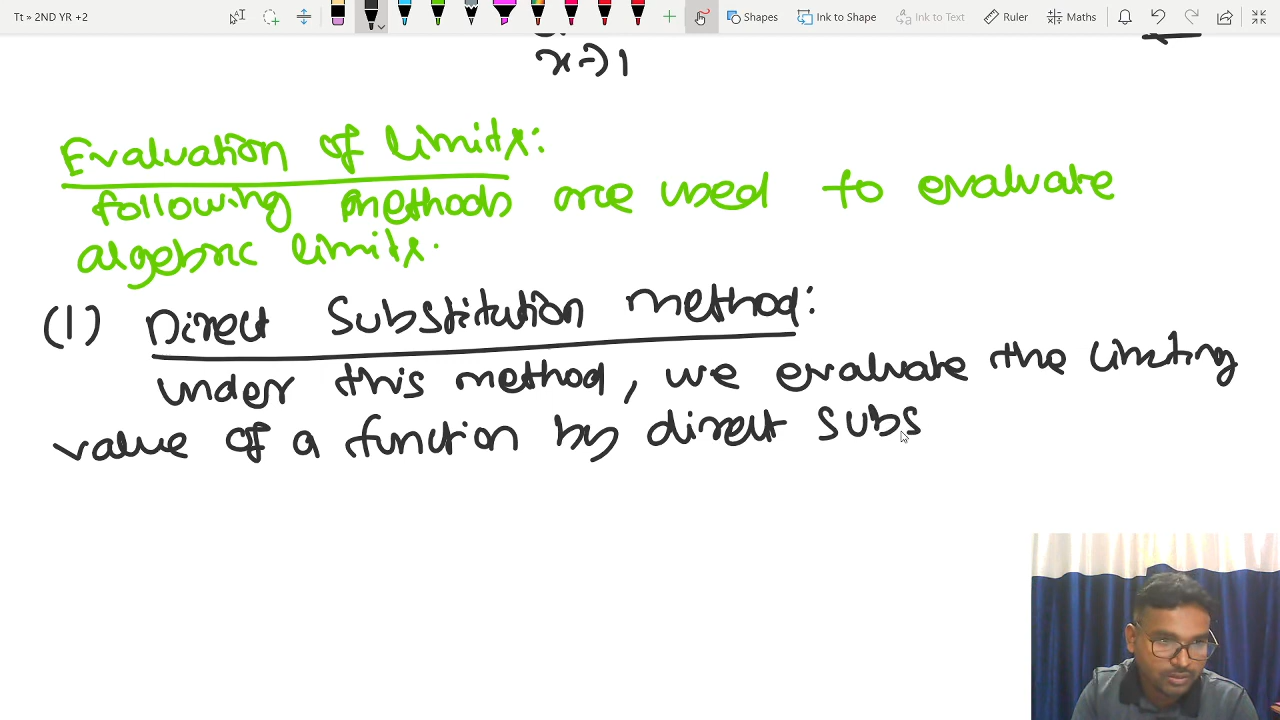 Tt » 2ND YR +2
Shapes
Ink to Shape
Ink to Text
Ruler
Maths
x→1
Evaluation of limits:
following methods are used to evaluate
algebric limits.
(1) Direct Substitution method:
under this method, we evaluate the limiting
value of a function by direct subs